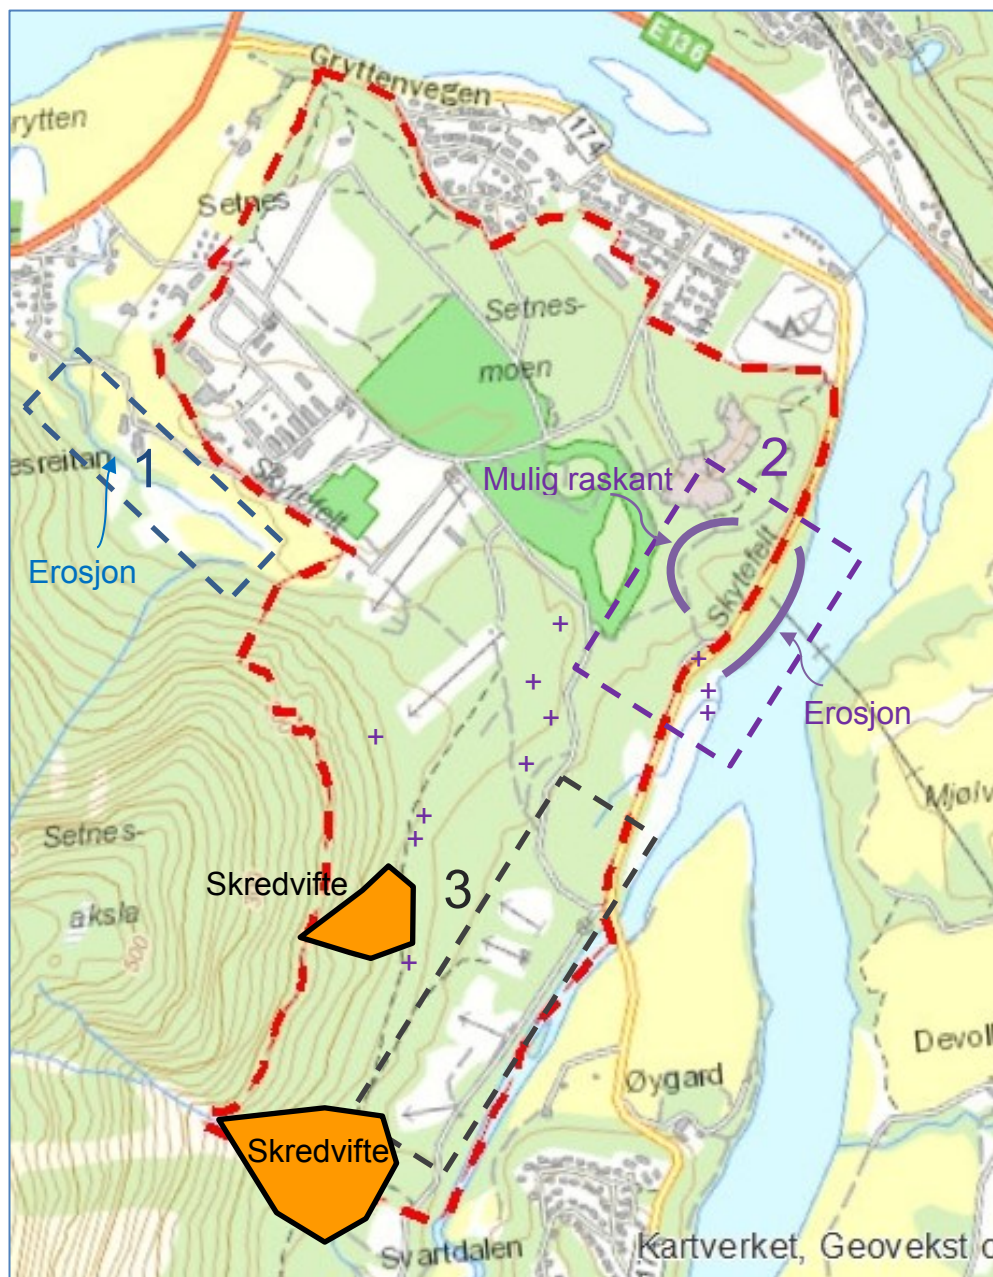 E136
Gryttenvegen
rytten
174
Setnes
Setnes-
moen
esreitan
1
2
Mulig raskant
Skytefelt
Skytefelt
Erosjon
Erosjon
Mjølv
Setnes-
aksla
500
Skredvifte
3
Devoll
Øygard
Skredvifte
Svartdalen
Kartverket, Geovekst o